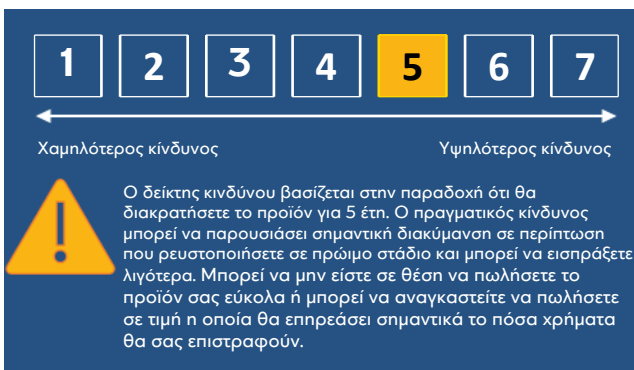 1 2 3 4 5 6 7
Χαμηλότερος κίνδυνος Υψηλότερος κίνδυνος
Ο δείκτης κινδύνου βασίζεται στην παραδοχή ότι θα
διακρατήσετε το προϊόν για 5 έτη. Ο πραγματικός κίνδυνος
μπορεί να παρουσιάσει σημαντική διακύμανση σε περίπτωση
που ρευστοποιήσετε σε πρώιμο στάδιο και μπορεί να εισπράξετε
λιγότερα. Μπορεί να μην είστε σε θέση να πωλήσετε το
προϊόν σας εύκολα ή μπορεί να αναγκαστείτε να πωλήσετε
σε τιμή η οποία θα επηρεάσει σημαντικά το πόσα χρήματα
θα σας επιστραφούν.